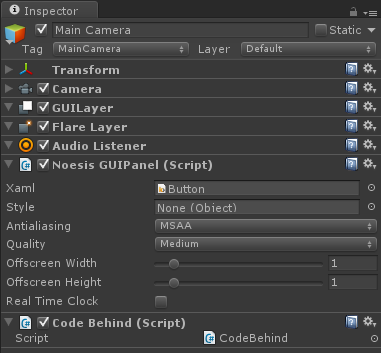 Inspector
Main Camera Static
Tag MainCamera Layer Default
Transform
Camera
GUILayer
Flare Layer
Audio Listener
Noesis GUIPanel (Script)
Xaml Button
Style None (Object)
Antialiasing MSAA
Quality Medium
Offscreen Width 1
Offscreen Height 1
Real Time Clock
Code Behind (Script)
Script CodeBehind